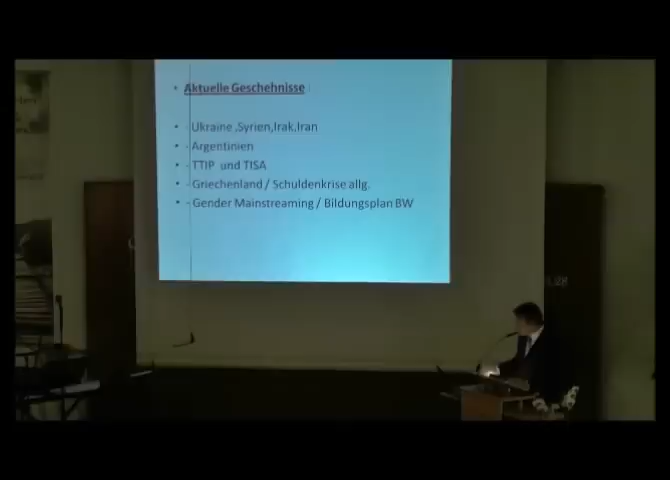 • Aktuelle Geschehnisse :
• - Ukraine ,Syrien,Irak,Iran
• - Argentinien
• - TTIP und TISA
• - Griechenland / Schuldenkrise allg.
• - Gender Mainstreaming / Bildungsplan BW